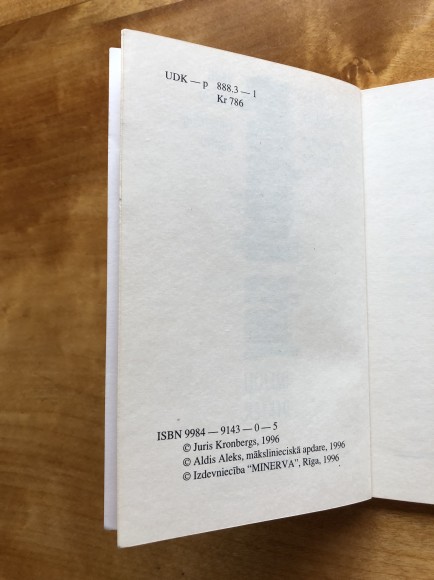 UDK — p 888.3 — 1
Kr 786
ISBN 9984 — 9143 — 0 — 5
© Juris Kronbergs, 1996
© Aldis Aleks, mākslinieciskā apdare, 1996
© Izdevniecība “MINERVA”, Rīga, 1996